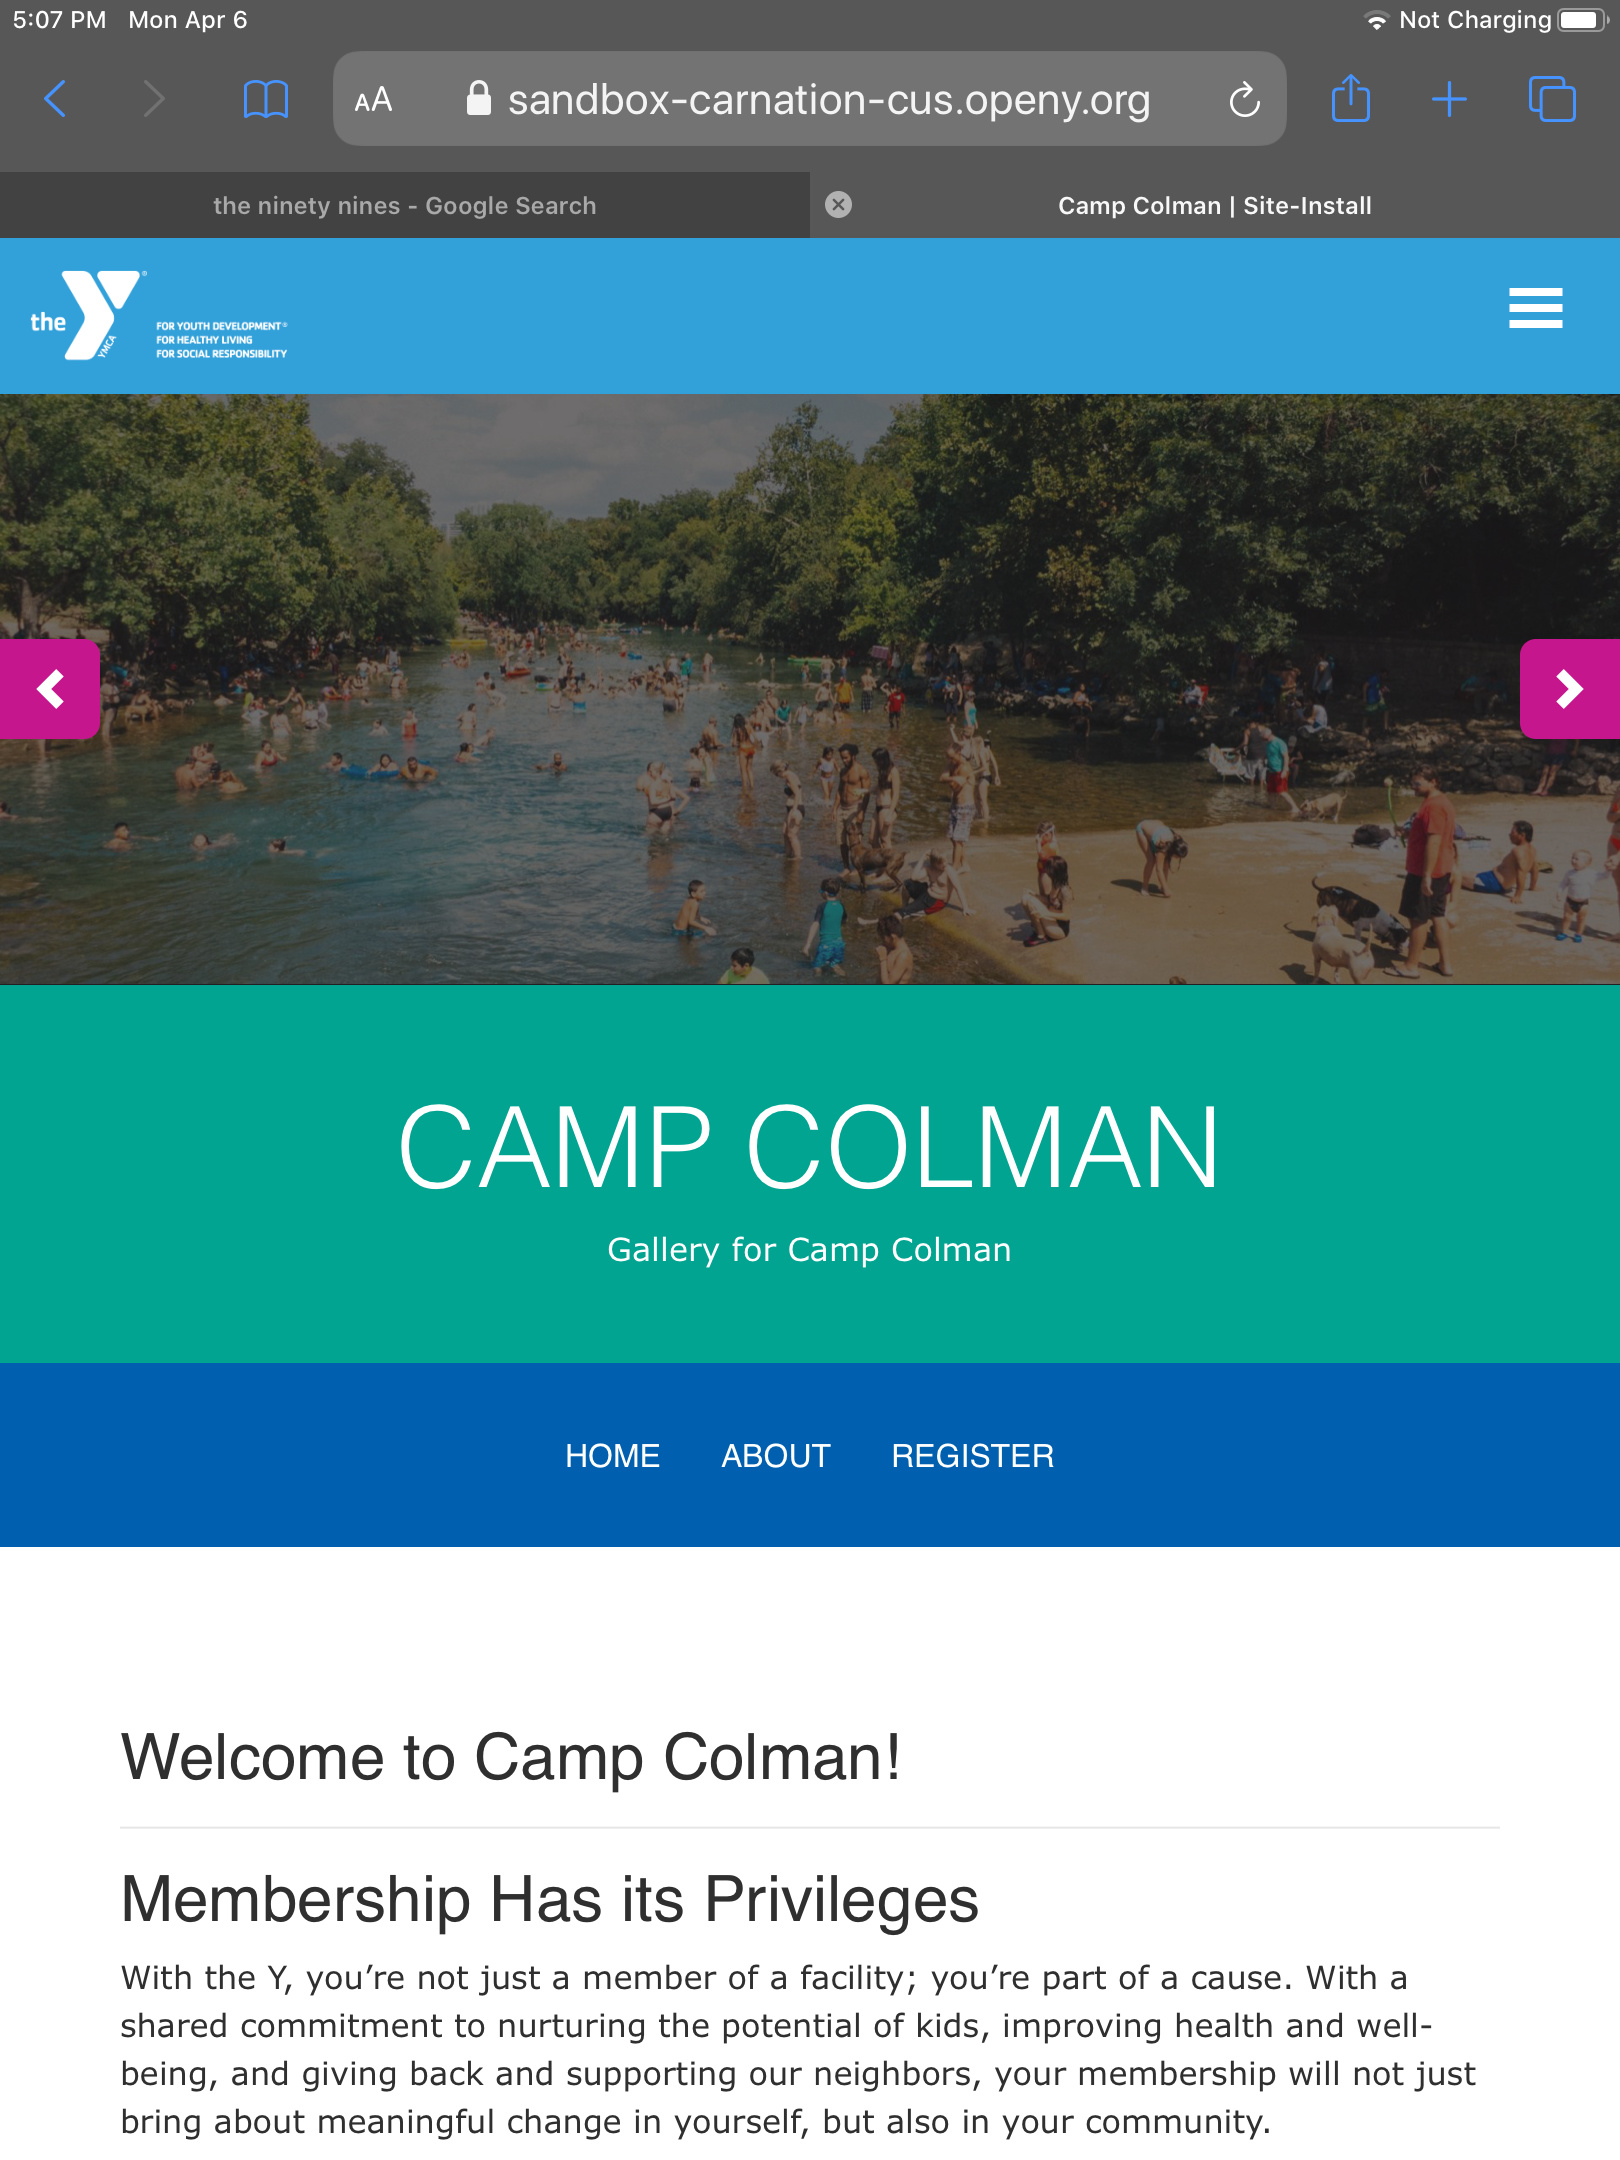 5:07 PM Mon Apr 6
Not Charging
AA
sandbox-carnation-cus.openy.org
the ninety nines - Google Search
Camp Colman | Site-Install
the Y® YMCA
FOR YOUTH DEVELOPMENT®
FOR HEALTHY LIVING
FOR SOCIAL RESPONSIBILITY
CAMP COLMAN
Gallery for Camp Colman
HOME ABOUT REGISTER
Welcome to Camp Colman!
Membership Has its Privileges
With the Y, you’re not just a member of a facility; you’re part of a cause. With a
shared commitment to nurturing the potential of kids, improving health and well-
being, and giving back and supporting our neighbors, your membership will not just
bring about meaningful change in yourself, but also in your community.